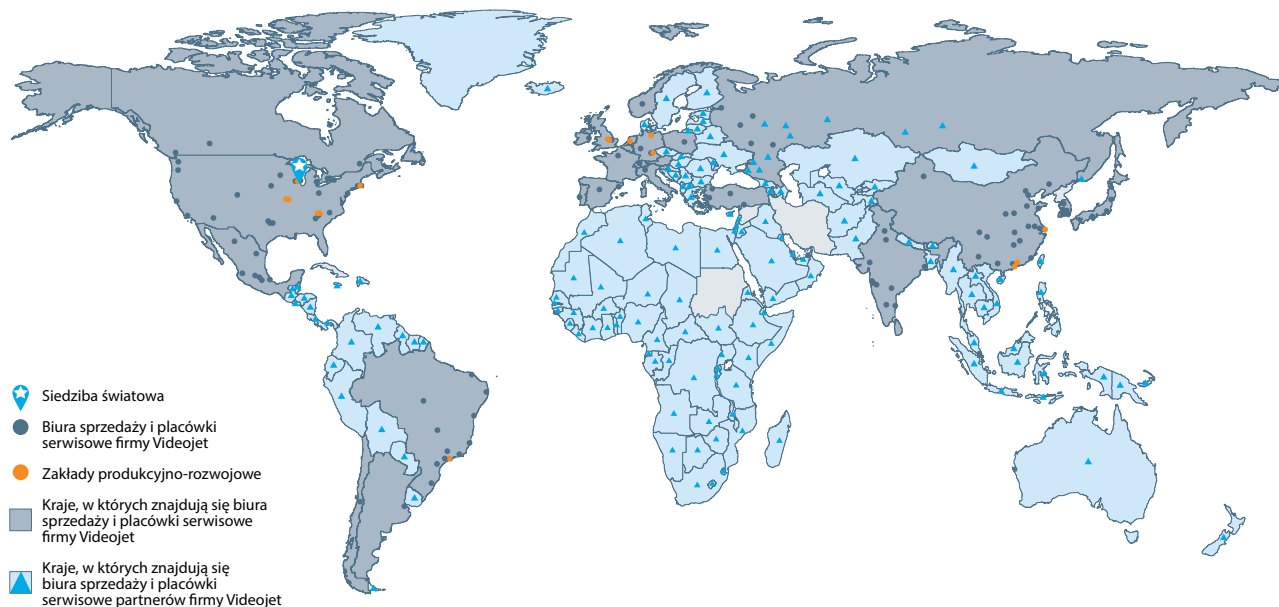 Siedziba światowa
Biura sprzedaży i placówki
serwisowe firmy Videojet
Zakłady produkcyjno-rozwojowe
Kraje, w których znajdują się biura
sprzedaży i placówki serwisowe
firmy Videojet
Kraje, w których znajdują się
biura sprzedaży i placówki
serwisowe partnerów firmy Videojet